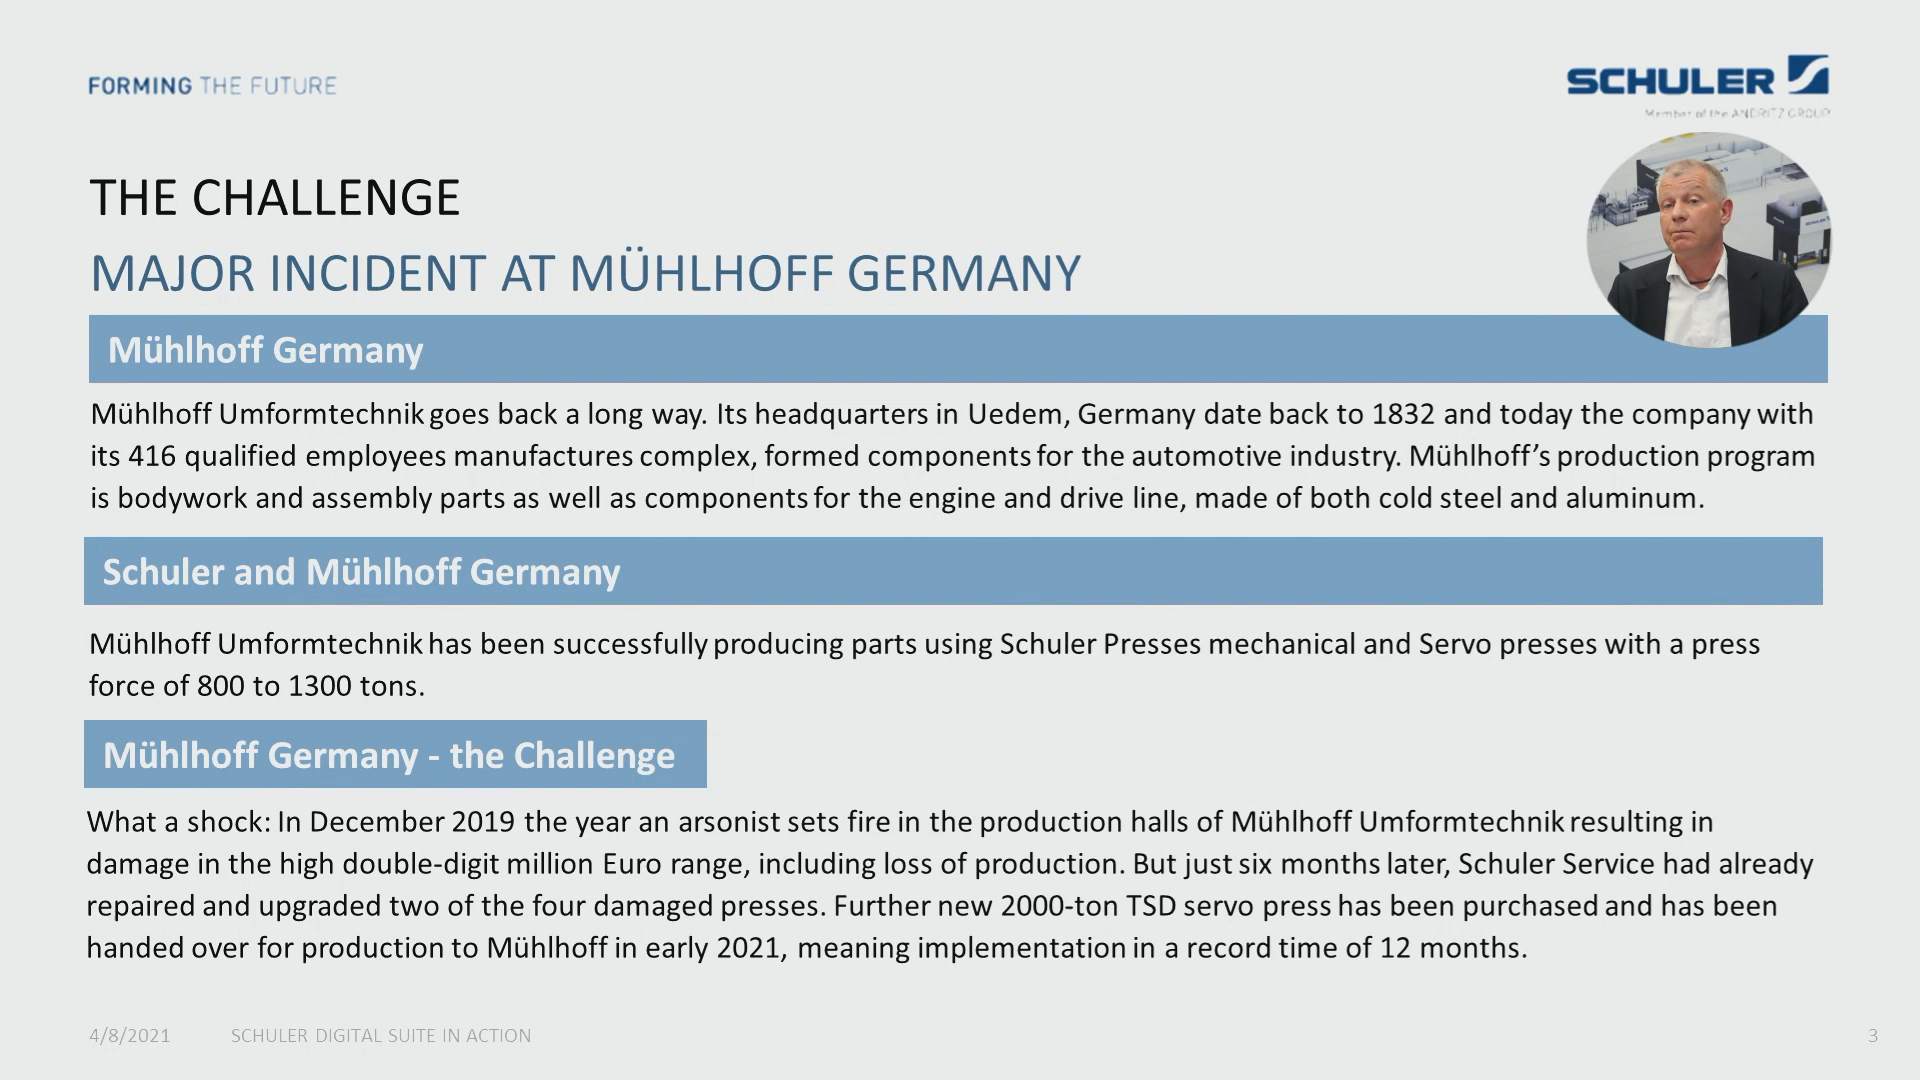 FORMING THE FUTURE
SCHULER
Member of the ANDRITZ GROUP
THE CHALLENGE
MAJOR INCIDENT AT MÜHLHOFF GERMANY
Mühlhoff Germany
Mühlhoff Umformtechnik goes back a long way. Its headquarters in Uedem, Germany date back to 1832 and today the company with
its 416 qualified employees manufactures complex, formed components for the automotive industry. Mühlhoff’s production program
is bodywork and assembly parts as well as components for the engine and drive line, made of both cold steel and aluminum.
Schuler and Mühlhoff Germany
Mühlhoff Umformtechnik has been successfully producing parts using Schuler Presses mechanical and Servo presses with a press
force of 800 to 1300 tons.
Mühlhoff Germany - the Challenge
What a shock: In December 2019 the year an arsonist sets fire in the production halls of Mühlhoff Umformtechnik resulting in
damage in the high double-digit million Euro range, including loss of production. But just six months later, Schuler Service had already
repaired and upgraded two of the four damaged presses. Further new 2000-ton TSD servo press has been purchased and has been
handed over for production to Mühlhoff in early 2021, meaning implementation in a record time of 12 months.
4/8/2021 SCHULER DIGITAL SUITE IN ACTION 3